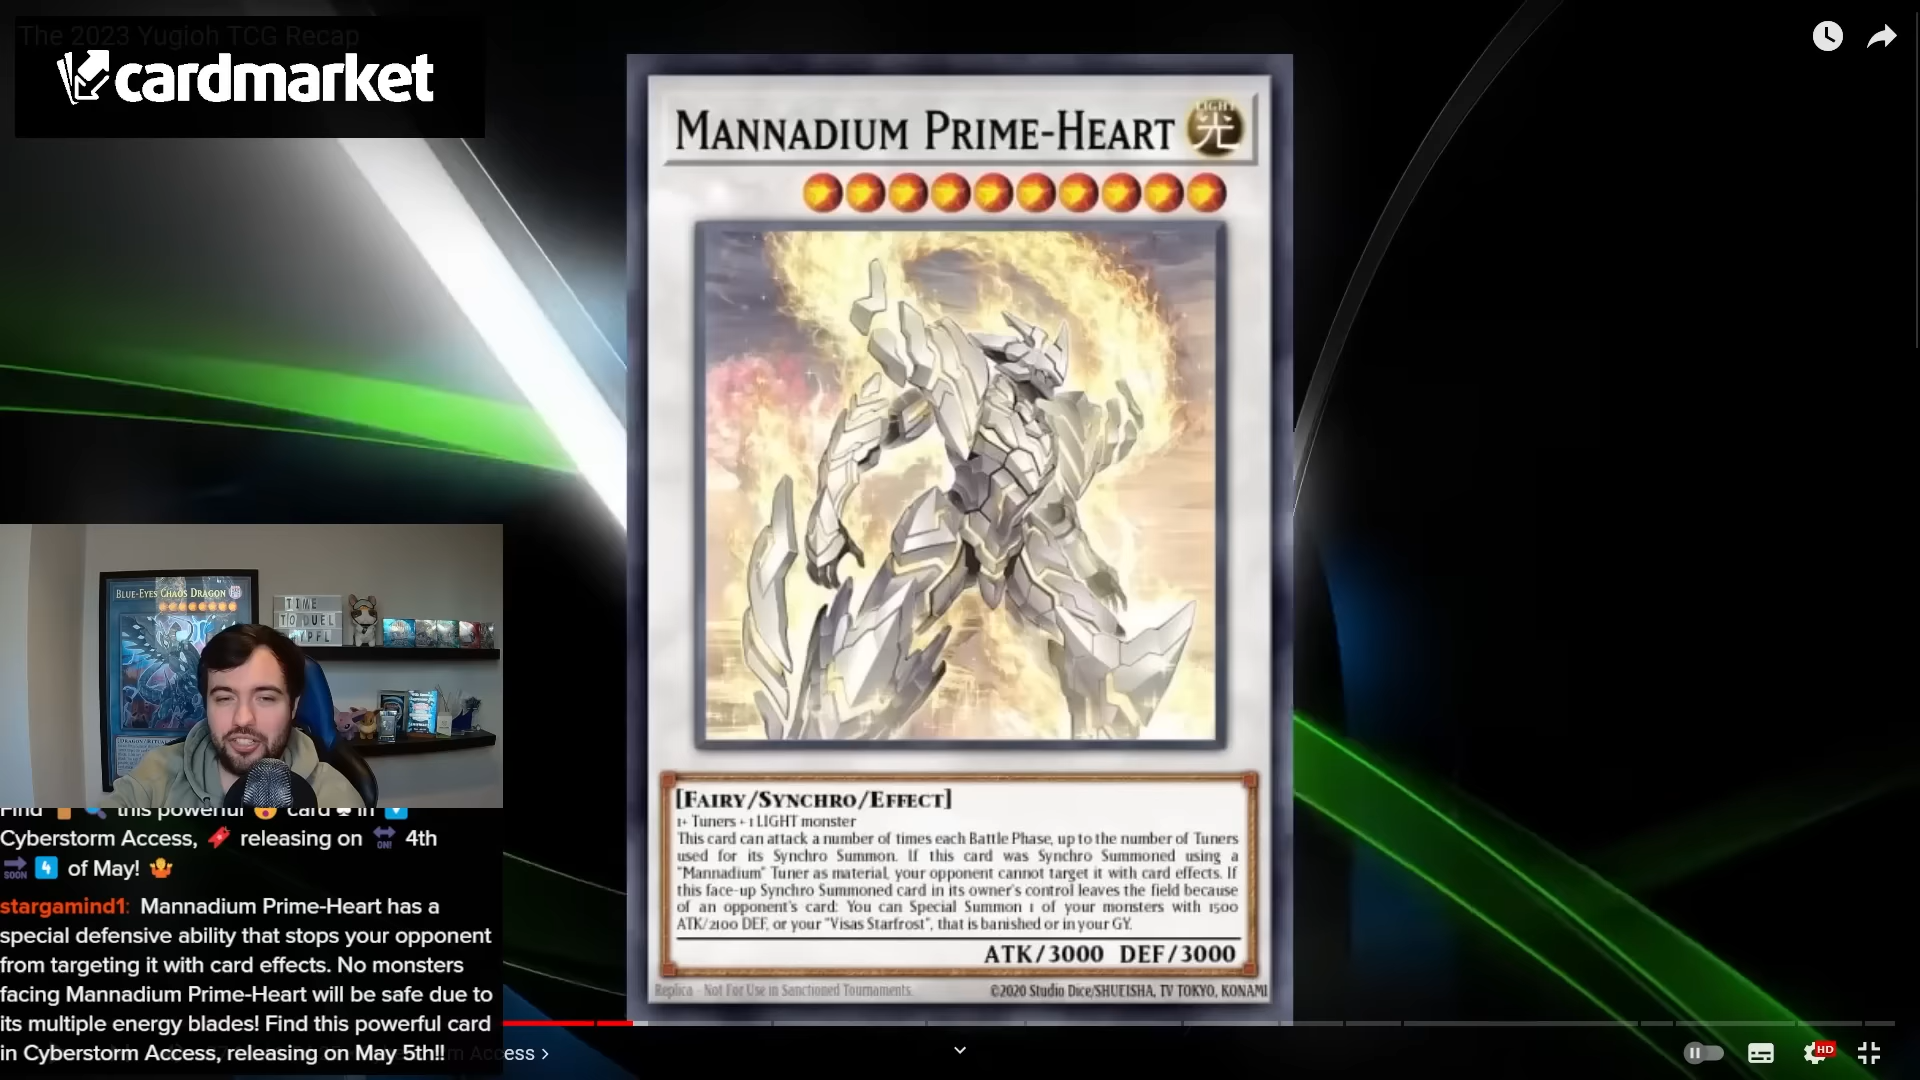 The 2023 Yugioh TCG Recap
cardmarket
MANNADIUM PRIME-HEART
LIGHT
光
[FAIRY/SYNCHRO/EFFECT]
1+ Tuners + 1 LIGHT monster
This card can attack a number of times each Battle Phase, up to the number of Tuners
used for its Synchro Summon. If this card was Synchro Summoned using a
"Mannadium" Tuner as material, your opponent cannot target it with card effects. If
this face-up Synchro Summoned card in its owner's control leaves the field because
of an opponent's card: You can Special Summon 1 of your monsters with 1500
ATK/2100 DEF, or your "Visas Starfrost", that is banished or in your GY.
ATK/3000 DEF/3000
Replica - Not For Use in Sanctioned Tournaments.
©2020 Studio Dice/SHUEISHA, TV TOKYO, KONAMI
BLUE-EYES CHAOS DRAGON
TIME
TO DUEL
Find this powerful card in
Cyberstorm Access, releasing on ON! 4th
SOON 4 of May!
stargamind1: Mannadium Prime-Heart has a
special defensive ability that stops your opponent
from targeting it with card effects. No monsters
facing Mannadium Prime-Heart will be safe due to
its multiple energy blades! Find this powerful card
in Cyberstorm Access, releasing on May 5th!!
Access ›
HD